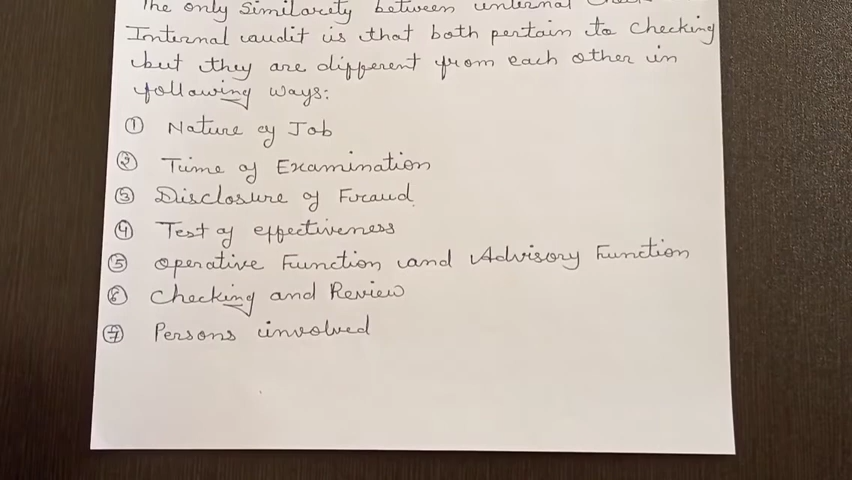 The only similarity between internal
Internal audit is that both pertain to checking
but they are different from each other in
following ways:
① Nature of Job
② Time of Examination
③ Disclosure of Fraud
④ Test of effectiveness
⑤ Operative Function and Advisory Function
⑥ Checking and Review
⑦ Persons involved